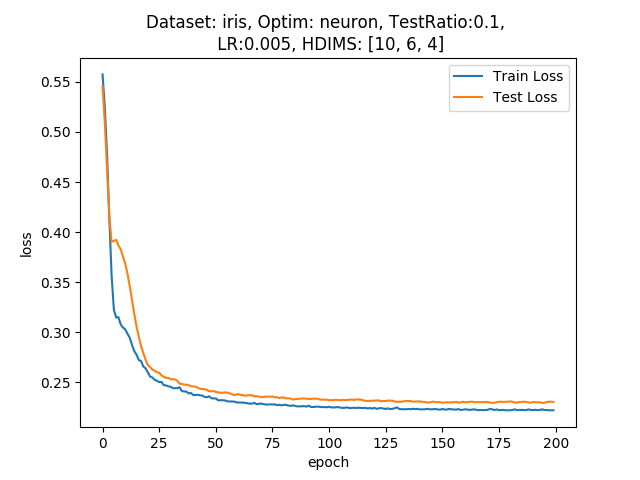 Dataset: iris, Optim: neuron, TestRatio:0.1,
LR:0.005, HDIMS: [10, 6, 4]
Train Loss
Test Loss
0.55
0.50
0.45
0.40
0.35
0.30
0.25
loss
0 25 50 75 100 125 150 175 200
epoch